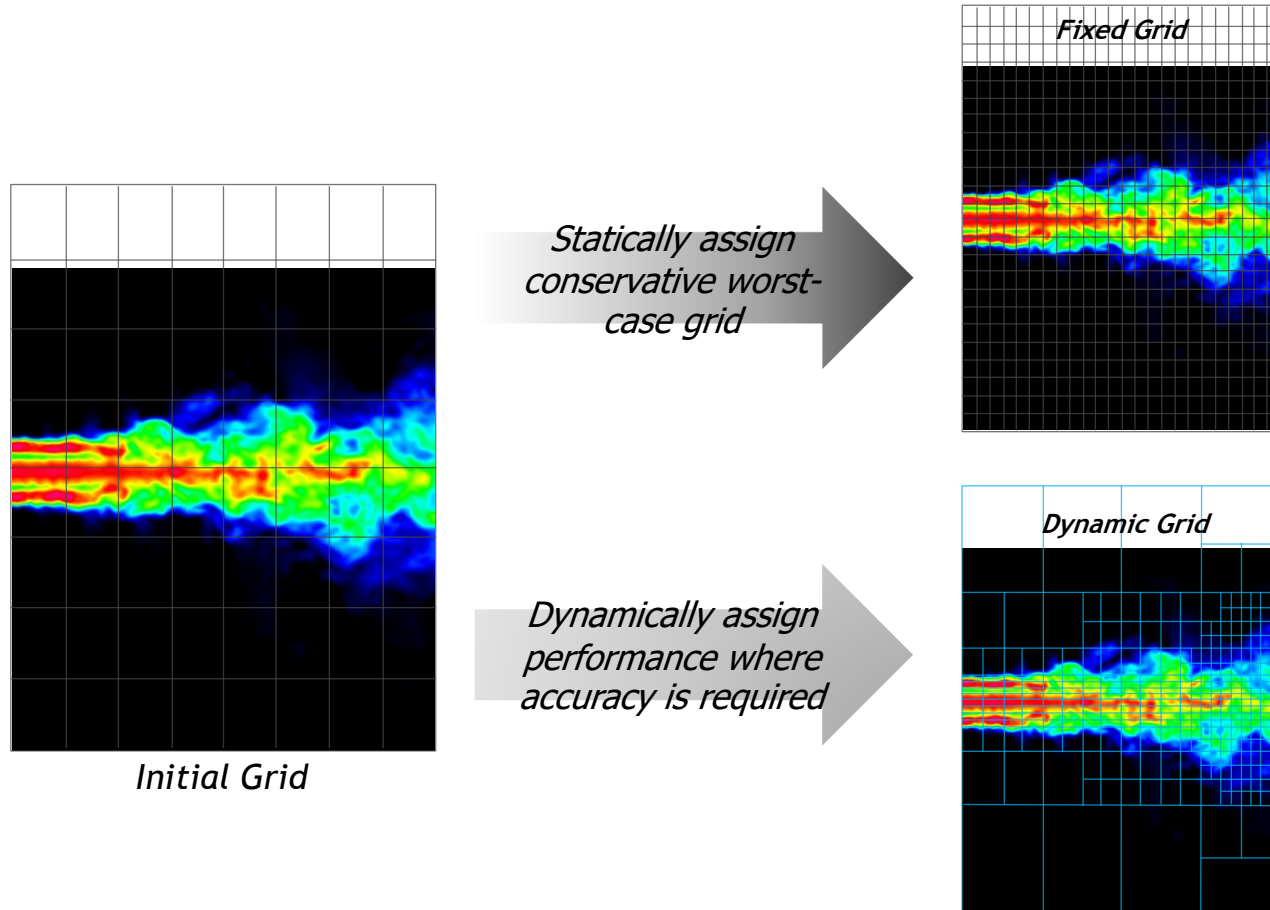 Fixed Grid
Statically assign
conservative worst-
case grid
Initial Grid
Dynamic Grid
Dynamically assign
performance where
accuracy is required